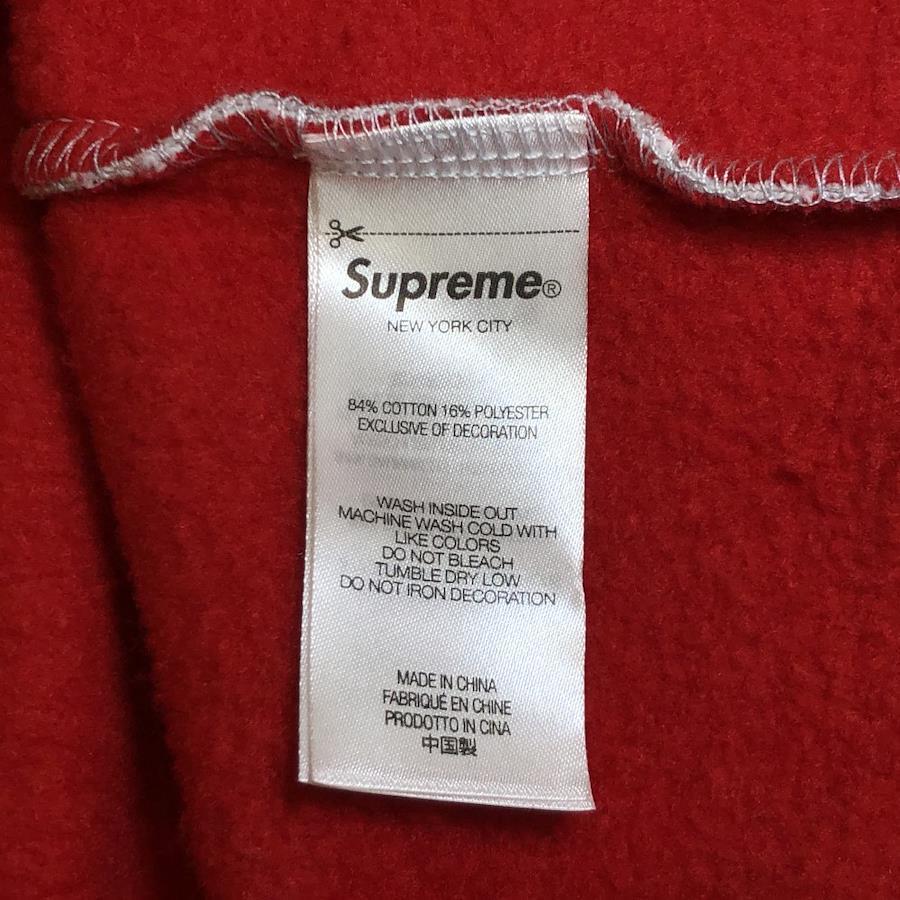 Supreme®
NEW YORK CITY
84% COTTON 16% POLYESTER
EXCLUSIVE OF DECORATION
WASH INSIDE OUT
MACHINE WASH COLD WITH
LIKE COLORS
DO NOT BLEACH
TUMBLE DRY LOW
DO NOT IRON DECORATION
MADE IN CHINA
FABRIQUÉ EN CHINE
PRODOTTO IN CINA
中国製